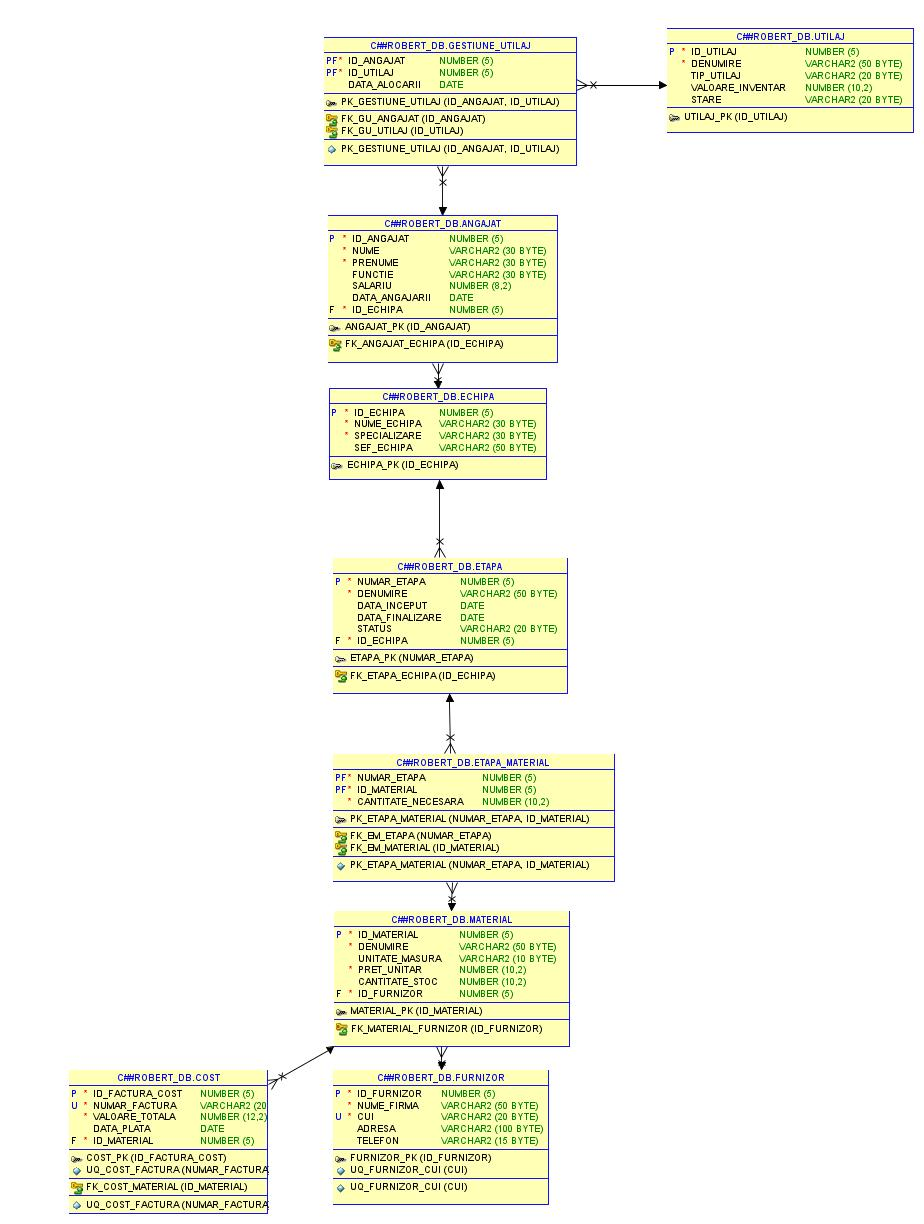 C##ROBERT_DB.GESTIUNE_UTILAJ
PF* ID_ANGAJAT NUMBER (5)
PF* ID_UTILAJ NUMBER (5)
DATA_ALOCARII DATE
PK_GESTIUNE_UTILAJ (ID_ANGAJAT, ID_UTILAJ)
FK_GU_ANGAJAT (ID_ANGAJAT)
FK_GU_UTILAJ (ID_UTILAJ)
PK_GESTIUNE_UTILAJ (ID_ANGAJAT, ID_UTILAJ)
C##ROBERT_DB.UTILAJ
P * ID_UTILAJ NUMBER (5)
* DENUMIRE VARCHAR2 (50 BYTE)
TIP_UTILAJ VARCHAR2 (20 BYTE)
VALOARE_INVENTAR NUMBER (10,2)
STARE VARCHAR2 (20 BYTE)
UTILAJ_PK (ID_UTILAJ)
C##ROBERT_DB.ANGAJAT
P * ID_ANGAJAT NUMBER (5)
* NUME VARCHAR2 (30 BYTE)
* PRENUME VARCHAR2 (30 BYTE)
FUNCTIE VARCHAR2 (30 BYTE)
SALARIU NUMBER (8,2)
DATA_ANGAJARII DATE
F * ID_ECHIPA NUMBER (5)
ANGAJAT_PK (ID_ANGAJAT)
FK_ANGAJAT_ECHIPA (ID_ECHIPA)
C##ROBERT_DB.ECHIPA
P * ID_ECHIPA NUMBER (5)
* NUME_ECHIPA VARCHAR2 (30 BYTE)
* SPECIALIZARE VARCHAR2 (30 BYTE)
SEF_ECHIPA VARCHAR2 (50 BYTE)
ECHIPA_PK (ID_ECHIPA)
C##ROBERT_DB.ETAPA
P * NUMAR_ETAPA NUMBER (5)
* DENUMIRE VARCHAR2 (50 BYTE)
DATA_INCEPUT DATE
DATA_FINALIZARE DATE
STATUS VARCHAR2 (20 BYTE)
F * ID_ECHIPA NUMBER (5)
ETAPA_PK (NUMAR_ETAPA)
FK_ETAPA_ECHIPA (ID_ECHIPA)
C##ROBERT_DB.ETAPA_MATERIAL
PF* NUMAR_ETAPA NUMBER (5)
PF* ID_MATERIAL NUMBER (5)
* CANTITATE_NECESARA NUMBER (10,2)
PK_ETAPA_MATERIAL (NUMAR_ETAPA, ID_MATERIAL)
FK_EM_ETAPA (NUMAR_ETAPA)
FK_EM_MATERIAL (ID_MATERIAL)
PK_ETAPA_MATERIAL (NUMAR_ETAPA, ID_MATERIAL)
C##ROBERT_DB.MATERIAL
P * ID_MATERIAL NUMBER (5)
* DENUMIRE VARCHAR2 (50 BYTE)
UNITATE_MASURA VARCHAR2 (10 BYTE)
* PRET_UNITAR NUMBER (10,2)
CANTITATE_STOC NUMBER (10,2)
F * ID_FURNIZOR NUMBER (5)
MATERIAL_PK (ID_MATERIAL)
FK_MATERIAL_FURNIZOR (ID_FURNIZOR)
C##ROBERT_DB.COST
P * ID_FACTURA_COST NUMBER (5)
U * NUMAR_FACTURA VARCHAR2 (20
* VALOARE_TOTALA NUMBER (12,2)
DATA_PLATA DATE
F * ID_MATERIAL NUMBER (5)
COST_PK (ID_FACTURA_COST)
UQ_COST_FACTURA (NUMAR_FACTURA
FK_COST_MATERIAL (ID_MATERIAL)
UQ_COST_FACTURA (NUMAR_FACTURA
C##ROBERT_DB.FURNIZOR
P * ID_FURNIZOR NUMBER (5)
* NUME_FIRMA VARCHAR2 (50 BYTE)
U * CUI VARCHAR2 (20 BYTE)
ADRESA VARCHAR2 (100 BYTE)
TELEFON VARCHAR2 (15 BYTE)
FURNIZOR_PK (ID_FURNIZOR)
UQ_FURNIZOR_CUI (CUI)
UQ_FURNIZOR_CUI (CUI)